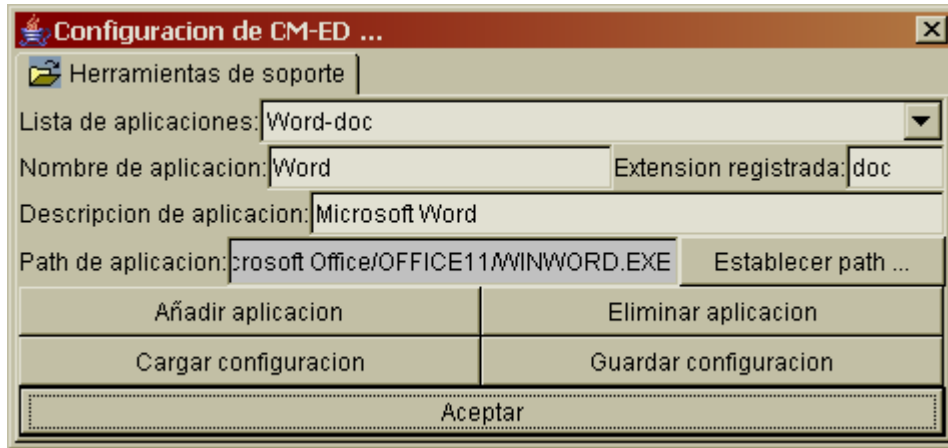 Configuracion de CM-ED ...
Herramientas de soporte
Lista de aplicaciones: Word-doc
Nombre de aplicacion: Word Extension registrada: doc
Descripcion de aplicacion: Microsoft Word
Path de aplicacion: crosoft Office/OFFICE11/WINWORD.EXE Establecer path ...
Añadir aplicacion Eliminar aplicacion
Cargar configuracion Guardar configuracion
Aceptar